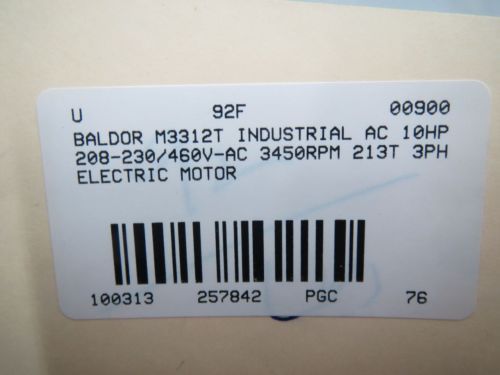 U 92F 00900
BALDOR M3312T INDUSTRIAL AC 10HP
208-230/460V-AC 3450RPM 213T 3PH
ELECTRIC MOTOR
100313 257842 PGC 76